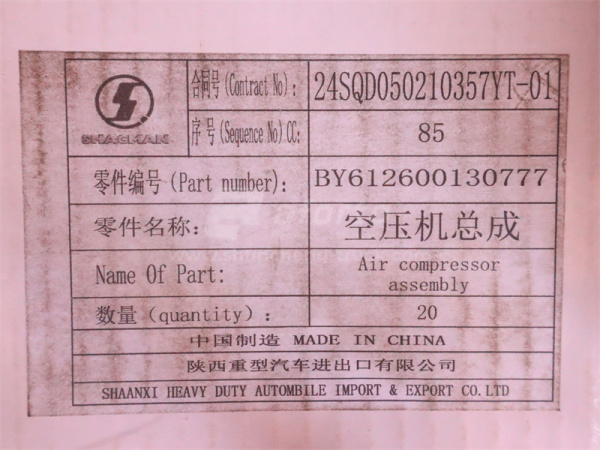 SHACMAN
合同号(Contract No): 24SQD050210357YT-01
序号(Sequence No)CC: 85
零件编号(Part number): BY612600130777
零件名称: 空压机总成
Name Of Part: Air compressor
assembly
数量(quantity): 20
中国制造 MADE IN CHINA
陕西重型汽车进出口有限公司
SHAANXI HEAVY DUTY AUTOMBILE IMPORT & EXPORT CO.LTD